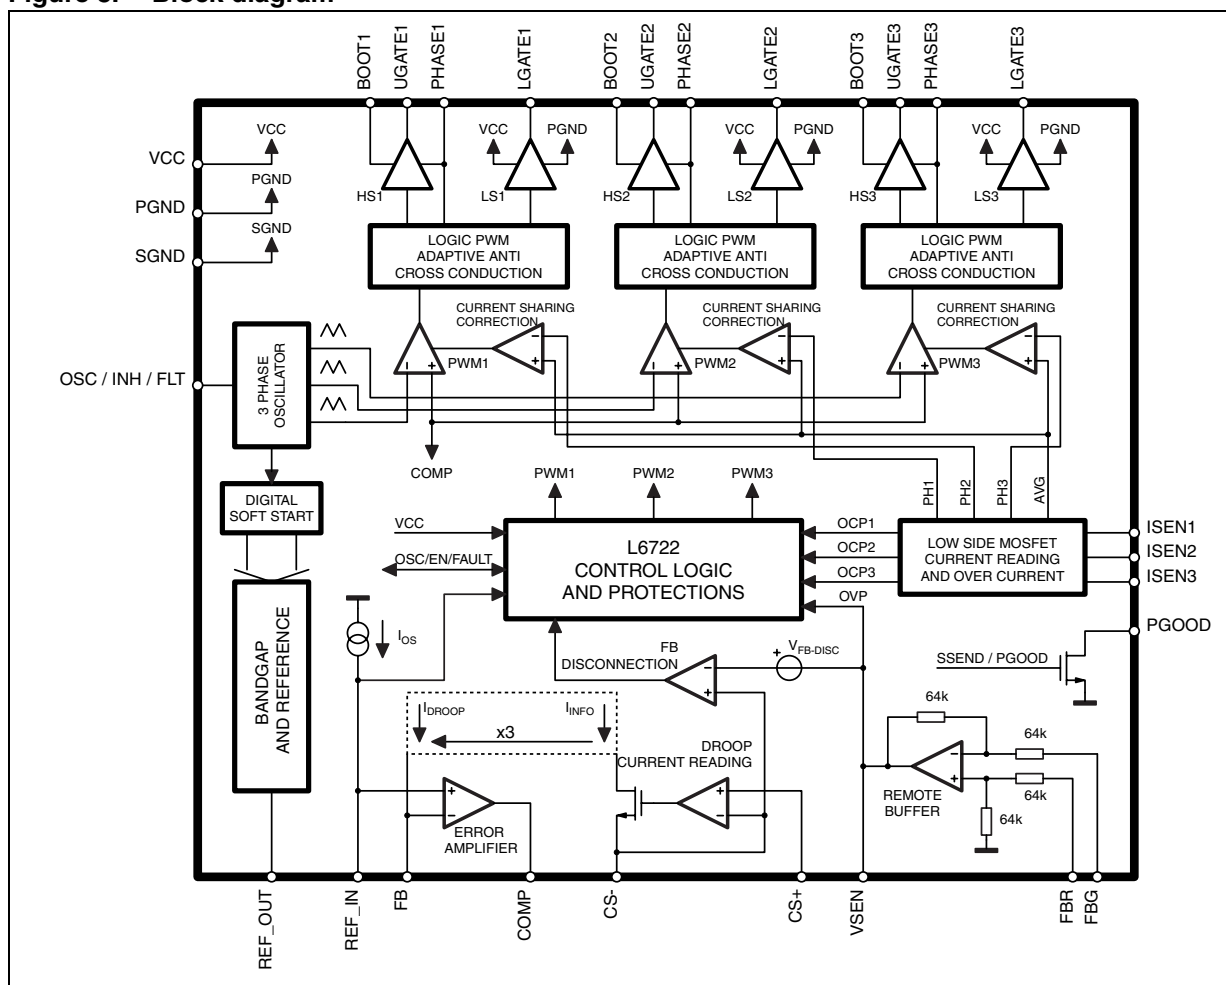 BOOT1
UGATE1
PHASE1
LGATE1
BOOT2
UGATE2
PHASE2
LGATE2
BOOT3
UGATE3
PHASE3
LGATE3
VCC
PGND
SGND
VCC
PGND
SGND
VCC
PGND
VCC
PGND
VCC
PGND
HS1
LS1
HS2
LS2
HS3
LS3
LOGIC PWM
ADAPTIVE ANTI
CROSS CONDUCTION
LOGIC PWM
ADAPTIVE ANTI
CROSS CONDUCTION
LOGIC PWM
ADAPTIVE ANTI
CROSS CONDUCTION
CURRENT SHARING
CORRECTION
CURRENT SHARING
CORRECTION
CURRENT SHARING
CORRECTION
PWM1
PWM2
PWM3
OSC / INH / FLT
3 PHASE
OSCILLATOR
COMP
PWM1
PWM2
PWM3
PH1
PH2
PH3
AVG
DIGITAL
SOFT START
VCC
OSC/EN/FAULT
L6722
CONTROL LOGIC
AND PROTECTIONS
OCP1
OCP2
OCP3
OVP
LOW SIDE MOSFET
CURRENT READING
AND OVER CURRENT
ISEN1
ISEN2
ISEN3
PGOOD
BANDGAP
AND REFERENCE
IOS
FB
DISCONNECTION
+ VFB-DISC
SSEND / PGOOD
IDROOP
IINFO
x3
DROOP
CURRENT READING
64k
64k
64k
64k
REMOTE
BUFFER
ERROR
AMPLIFIER
REF_OUT
REF_IN
FB
COMP
CS-
CS+
VSEN
FBR
FBG